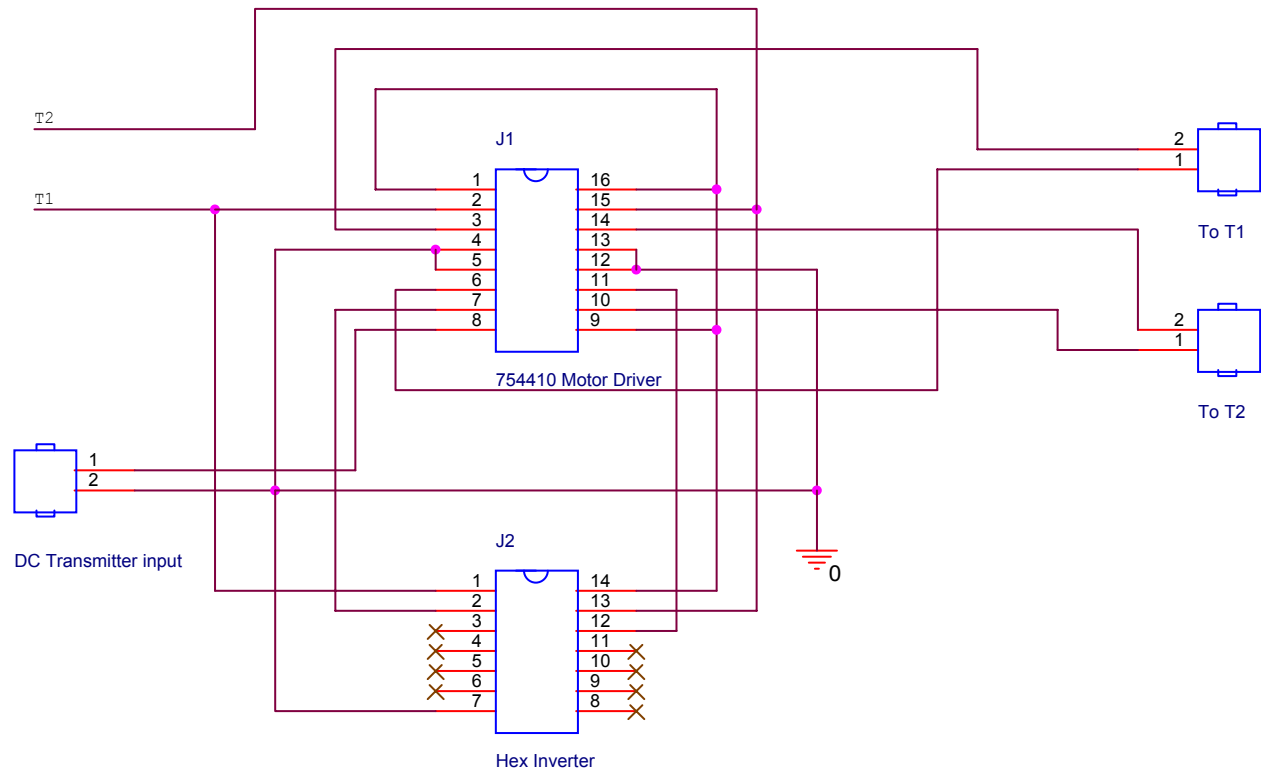 T2
T1
J1
1 16
2 15
3 14
4 13
5 12
6 11
7 10
8 9
754410 Motor Driver
2
1
To T1
2
1
To T2
1
2
DC Transmitter input
0
J2
1 14
2 13
3 12
4 11
5 10
6 9
7 8
Hex Inverter